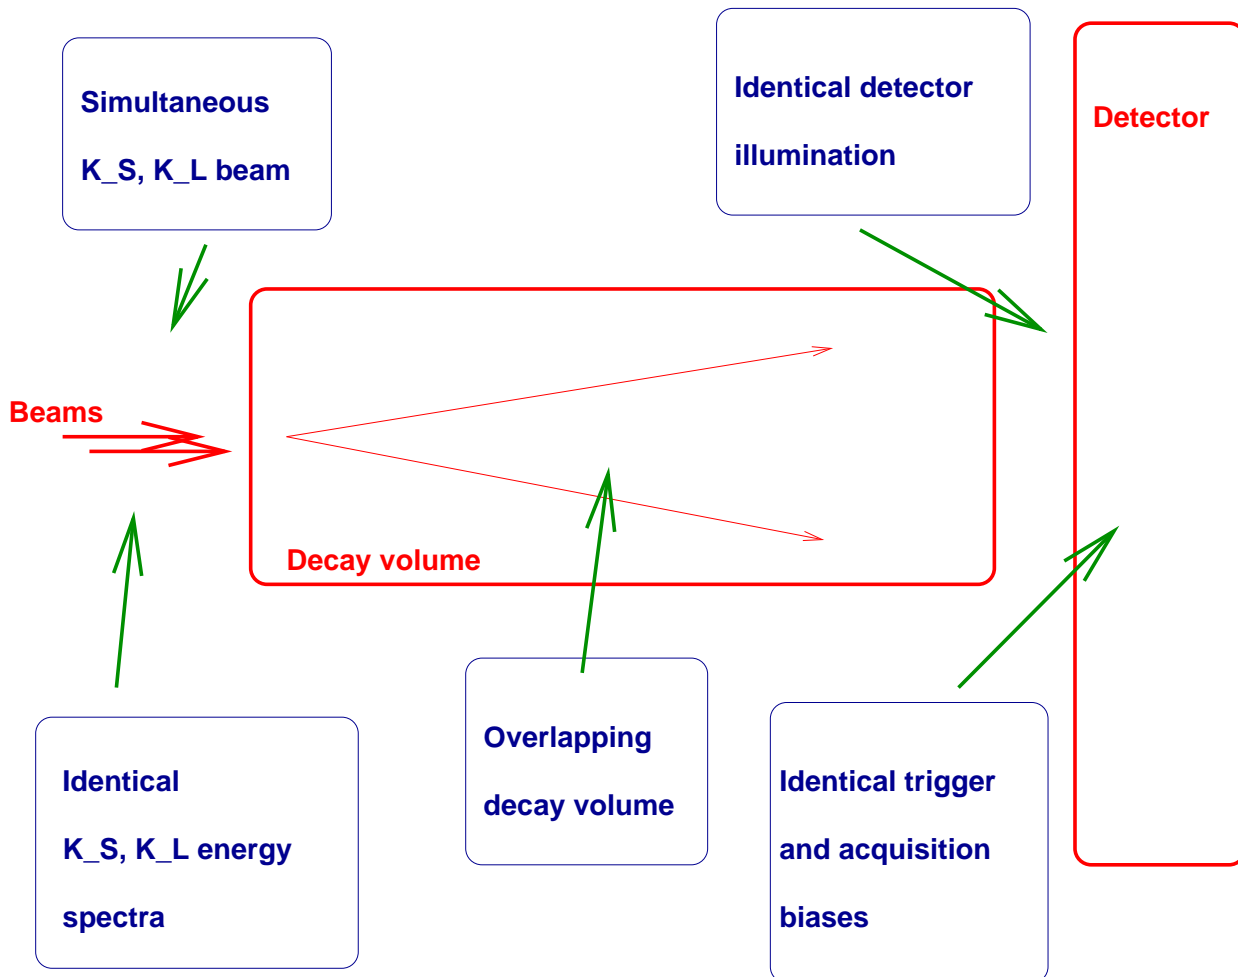 Simultaneous
K_S, K_L beam
Identical detector
illumination
Detector
Beams
Decay volume
Identical
K_S, K_L energy
spectra
Overlapping
decay volume
Identical trigger
and acquisition
biases